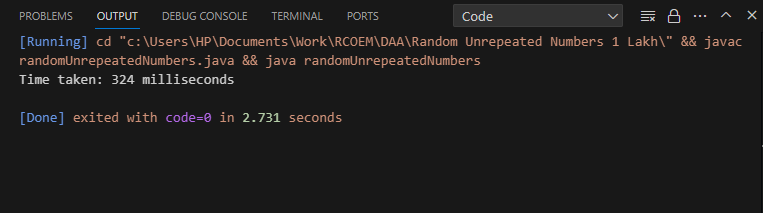 PROBLEMS OUTPUT DEBUG CONSOLE TERMINAL PORTS Code
[Running] cd "c:\Users\HP\Documents\Work\RCOEM\DAA\Random Unrepeated Numbers 1 Lakh\" && javac
randomUnrepeatedNumbers.java && java randomUnrepeatedNumbers
Time taken: 324 milliseconds
[Done] exited with code=0 in 2.731 seconds